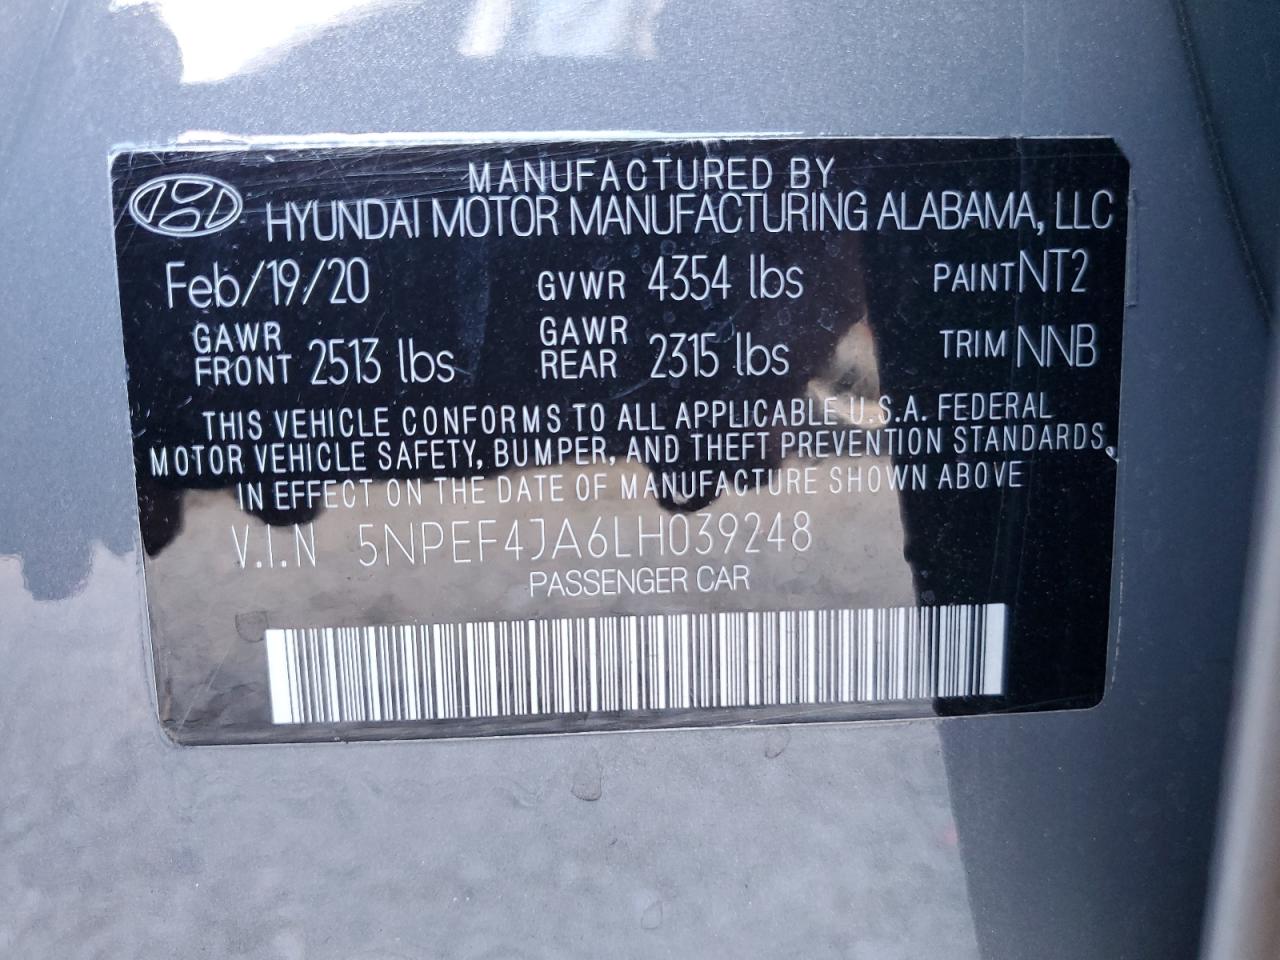 MANUFACTURED BY
HYUNDAI MOTOR MANUFACTURING ALABAMA, LLC
Feb/19/20 GVWR 4354 lbs PAINT NT2
GAWR FRONT 2513 lbs GAWR REAR 2315 lbs TRIM NNB
THIS VEHICLE CONFORMS TO ALL APPLICABLE U.S.A. FEDERAL
MOTOR VEHICLE SAFETY, BUMPER, AND THEFT PREVENTION STANDARDS,
IN EFFECT ON THE DATE OF MANUFACTURE SHOWN ABOVE
V.I.N 5NPEF4JA6LH039248
PASSENGER CAR